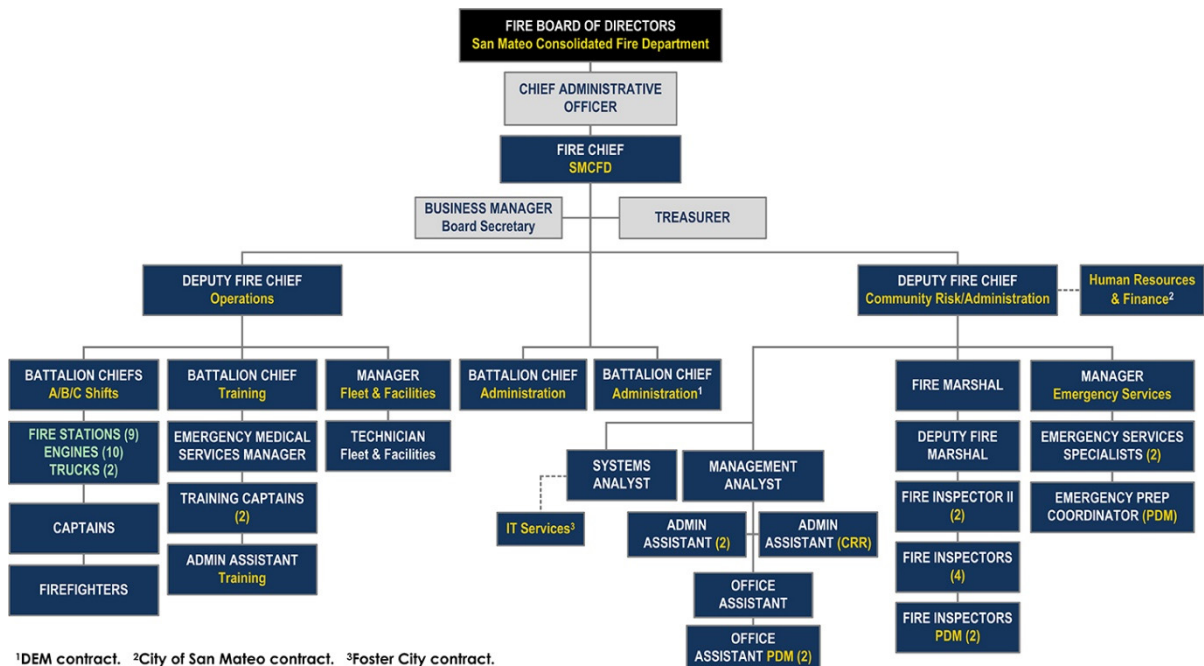 FIRE BOARD OF DIRECTORS
San Mateo Consolidated Fire Department
CHIEF ADMINISTRATIVE
OFFICER
FIRE CHIEF
SMCFD
BUSINESS MANAGER
Board Secretary
TREASURER
DEPUTY FIRE CHIEF
Operations
DEPUTY FIRE CHIEF
Community Risk/Administration
Human Resources
& Finance²
BATTALION CHIEFS
A/B/C Shifts
BATTALION CHIEF
Training
MANAGER
Fleet & Facilities
BATTALION CHIEF
Administration
BATTALION CHIEF
Administration¹
FIRE MARSHAL
MANAGER
Emergency Services
FIRE STATIONS (9)
ENGINES (10)
TRUCKS (2)
EMERGENCY MEDICAL
SERVICES MANAGER
TECHNICIAN
Fleet & Facilities
SYSTEMS
ANALYST
MANAGEMENT
ANALYST
DEPUTY FIRE
MARSHAL
EMERGENCY SERVICES
SPECIALISTS (2)
CAPTAINS
TRAINING CAPTAINS
(2)
IT Services³
ADMIN
ASSISTANT (2)
ADMIN
ASSISTANT (CRR)
FIRE INSPECTOR II
(2)
EMERGENCY PREP
COORDINATOR (PDM)
FIREFIGHTERS
ADMIN ASSISTANT
Training
OFFICE
ASSISTANT
FIRE INSPECTORS
(4)
OFFICE
ASSISTANT PDM (2)
FIRE INSPECTORS
PDM (2)
¹DEM contract. ²City of San Mateo contract. ³Foster City contract.